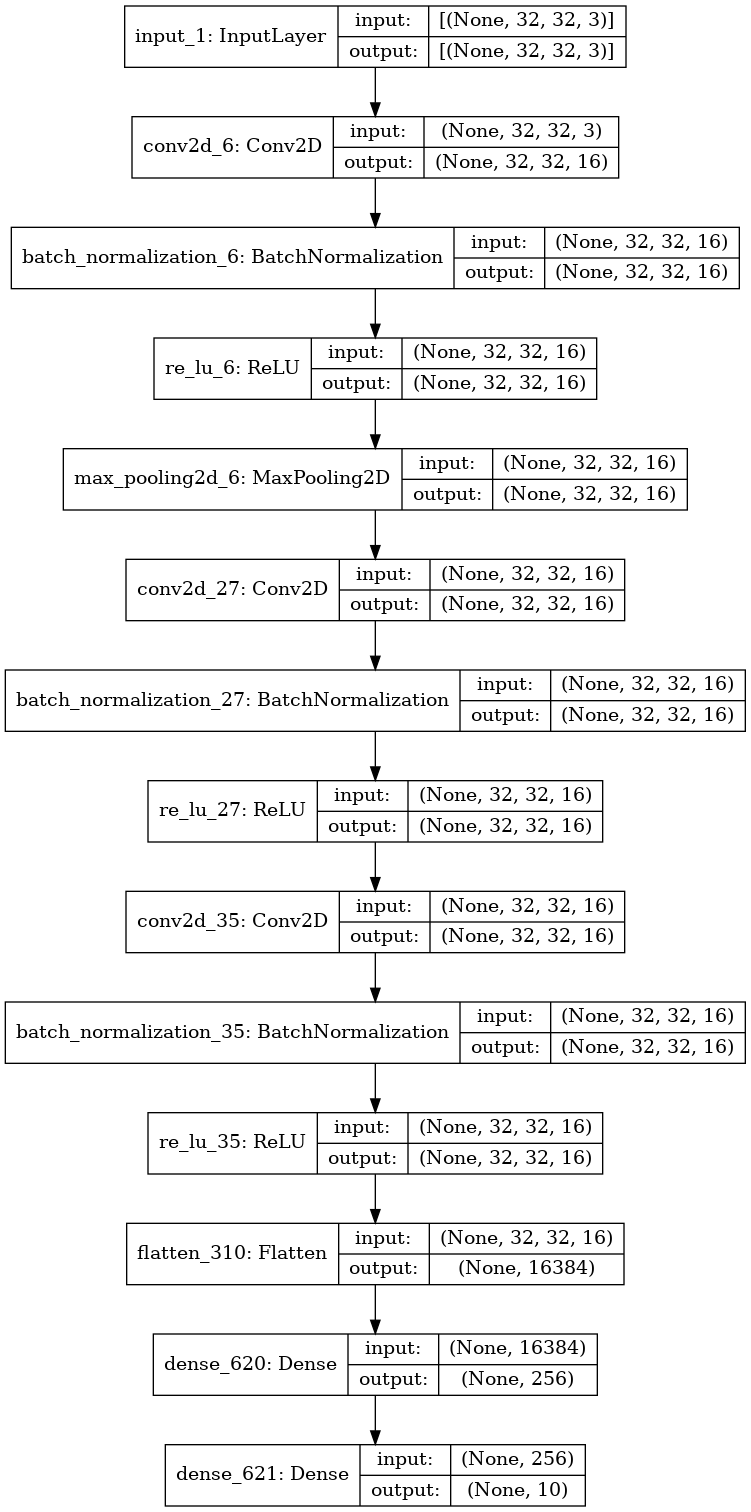 input_1: InputLayer
input: [(None, 32, 32, 3)]
output: [(None, 32, 32, 3)]
conv2d_6: Conv2D
input: (None, 32, 32, 3)
output: (None, 32, 32, 16)
batch_normalization_6: BatchNormalization
input: (None, 32, 32, 16)
output: (None, 32, 32, 16)
re_lu_6: ReLU
input: (None, 32, 32, 16)
output: (None, 32, 32, 16)
max_pooling2d_6: MaxPooling2D
input: (None, 32, 32, 16)
output: (None, 32, 32, 16)
conv2d_27: Conv2D
input: (None, 32, 32, 16)
output: (None, 32, 32, 16)
batch_normalization_27: BatchNormalization
input: (None, 32, 32, 16)
output: (None, 32, 32, 16)
re_lu_27: ReLU
input: (None, 32, 32, 16)
output: (None, 32, 32, 16)
conv2d_35: Conv2D
input: (None, 32, 32, 16)
output: (None, 32, 32, 16)
batch_normalization_35: BatchNormalization
input: (None, 32, 32, 16)
output: (None, 32, 32, 16)
re_lu_35: ReLU
input: (None, 32, 32, 16)
output: (None, 32, 32, 16)
flatten_310: Flatten
input: (None, 32, 32, 16)
output: (None, 16384)
dense_620: Dense
input: (None, 16384)
output: (None, 256)
dense_621: Dense
input: (None, 256)
output: (None, 10)